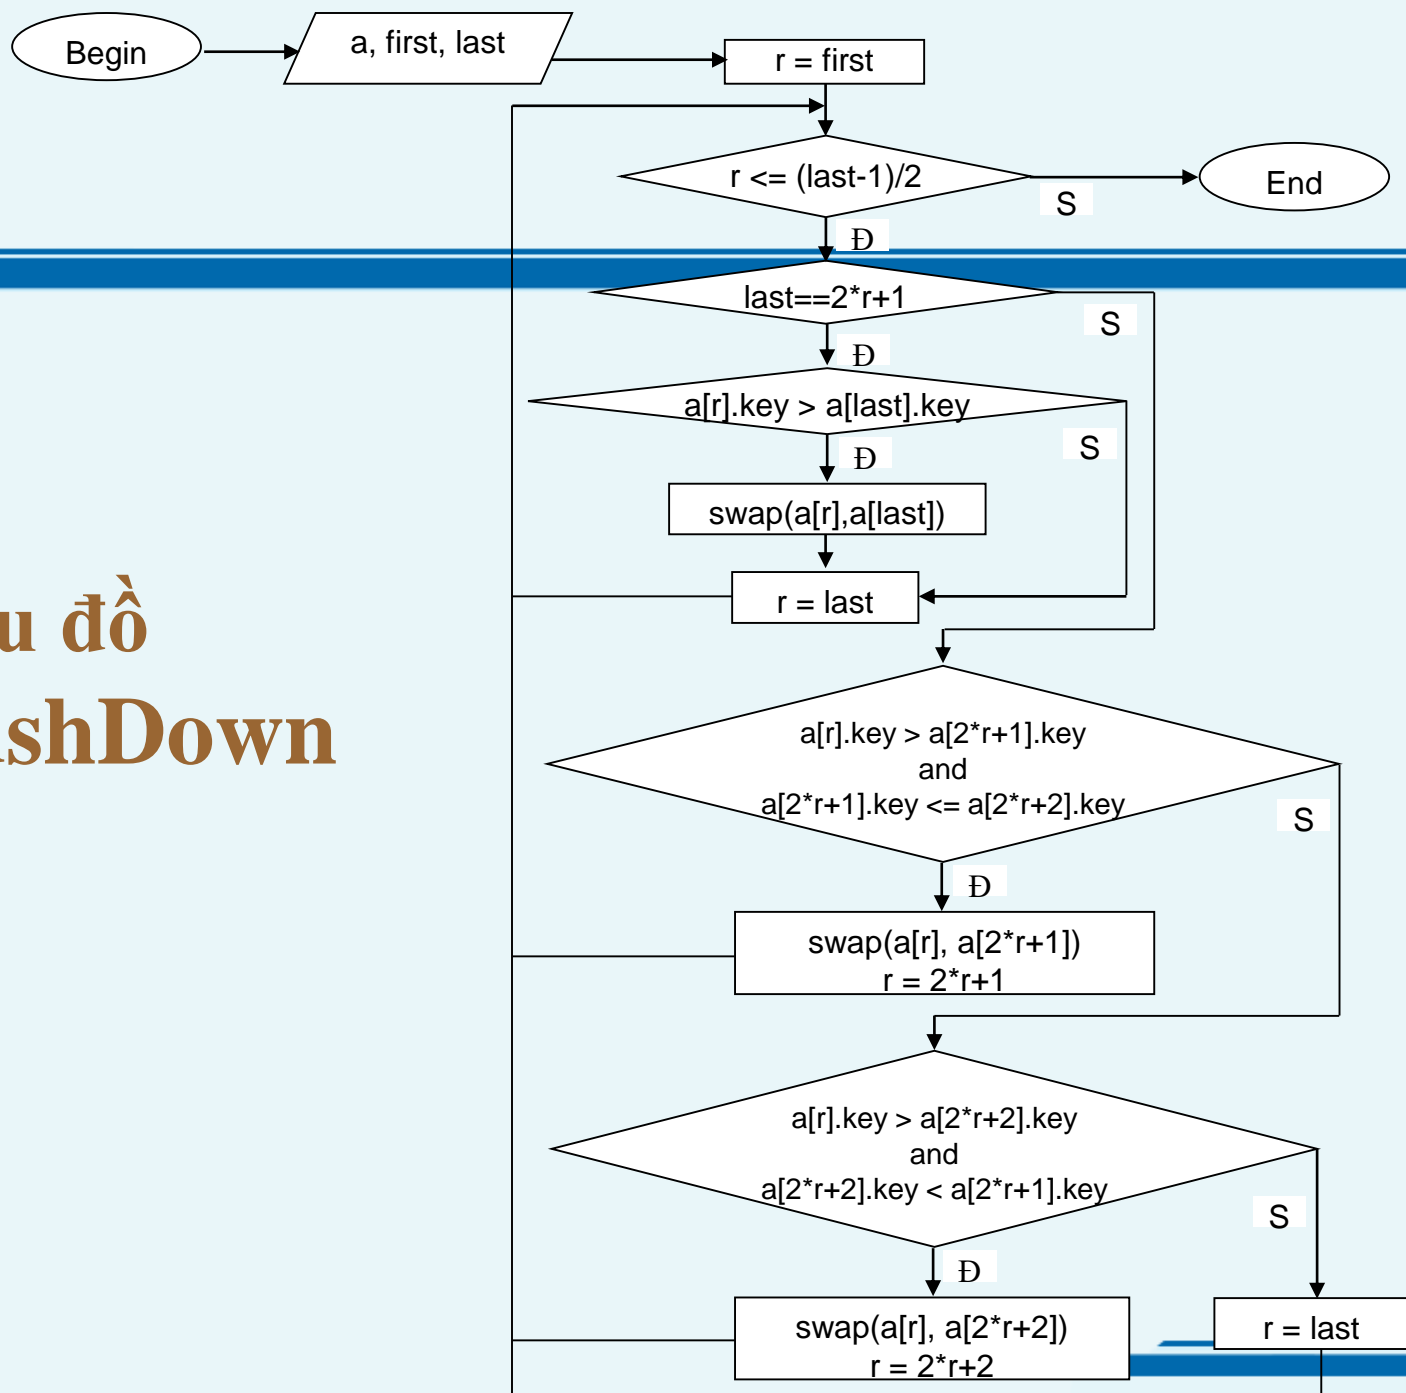 Begin
a, first, last
r = first
r <= (last-1)/2
S
End
Đ
last==2*r+1
S
Đ
a[r].key > a[last].key
S
Đ
swap(a[r],a[last])
r = last
u đồ
shDown
a[r].key > a[2*r+1].key
and
a[2*r+1].key <= a[2*r+2].key
S
Đ
swap(a[r], a[2*r+1])
r = 2*r+1
a[r].key > a[2*r+2].key
and
a[2*r+2].key < a[2*r+1].key
S
Đ
swap(a[r], a[2*r+2])
r = 2*r+2
r = last